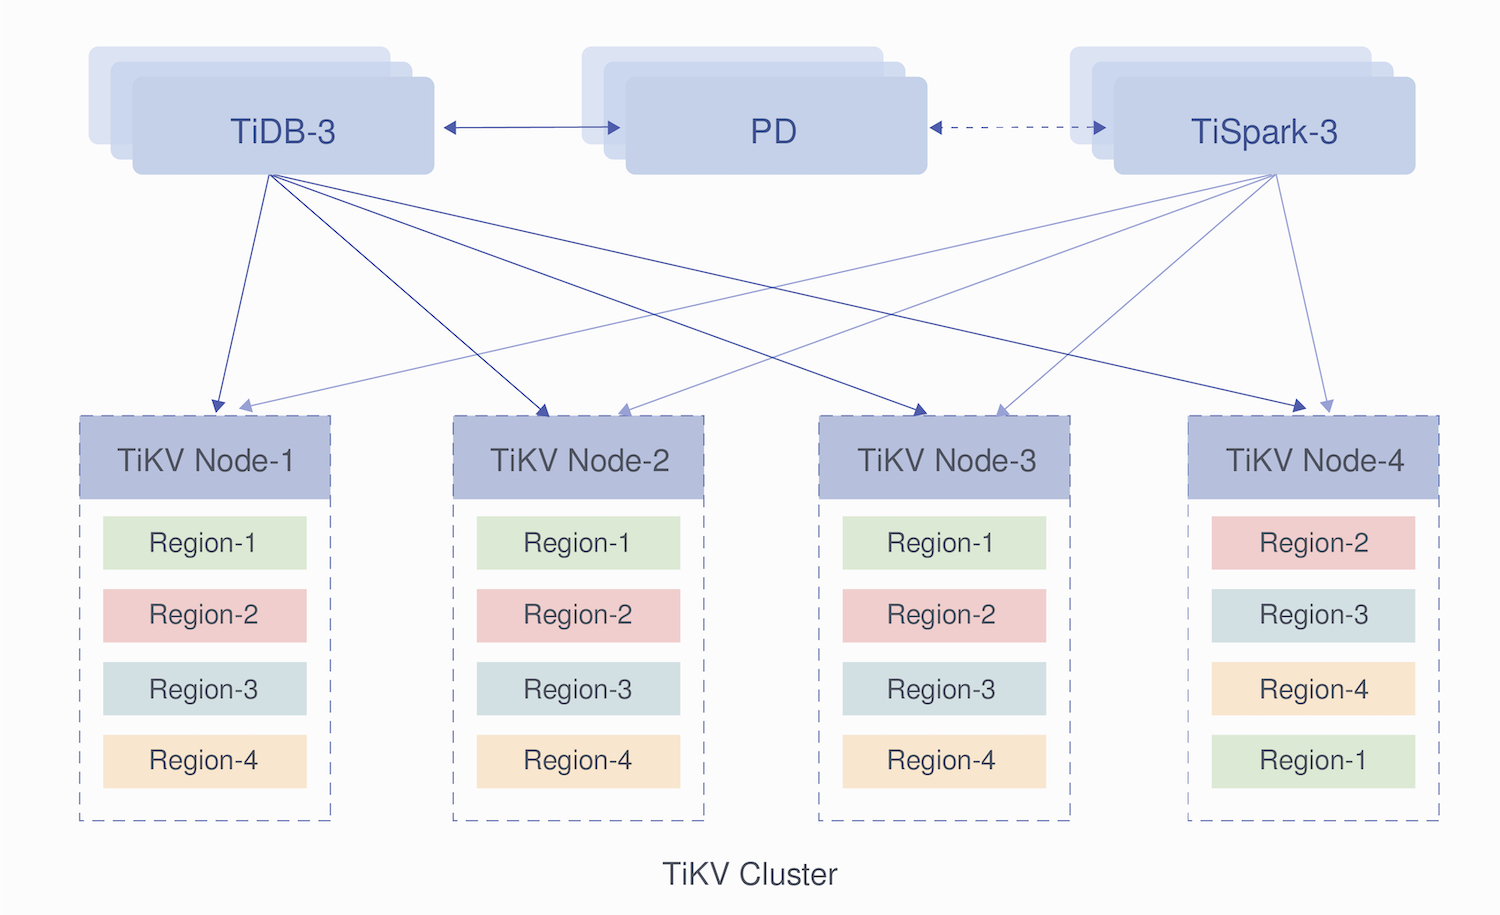 TiDB-3
PD
TiSpark-3
TiKV Node-1
TiKV Node-2
TiKV Node-3
TiKV Node-4
Region-1
Region-1
Region-1
Region-2
Region-2
Region-2
Region-2
Region-3
Region-3
Region-3
Region-3
Region-4
Region-4
Region-4
Region-4
Region-4
Region-1
TiKV Cluster